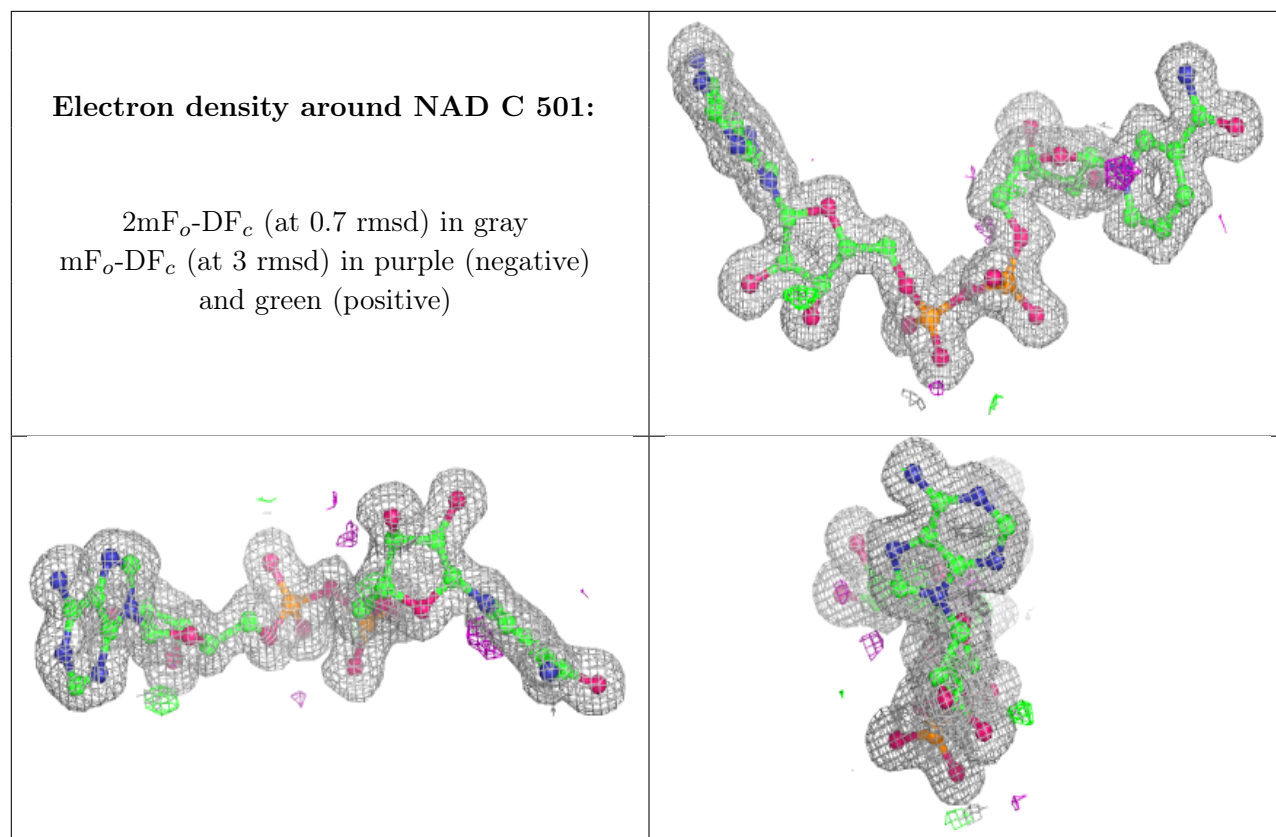 Electron density around NAD C 501:
2mFo-DFc (at 0.7 rmsd) in gray
mFo-DFc (at 3 rmsd) in purple (negative)
and green (positive)